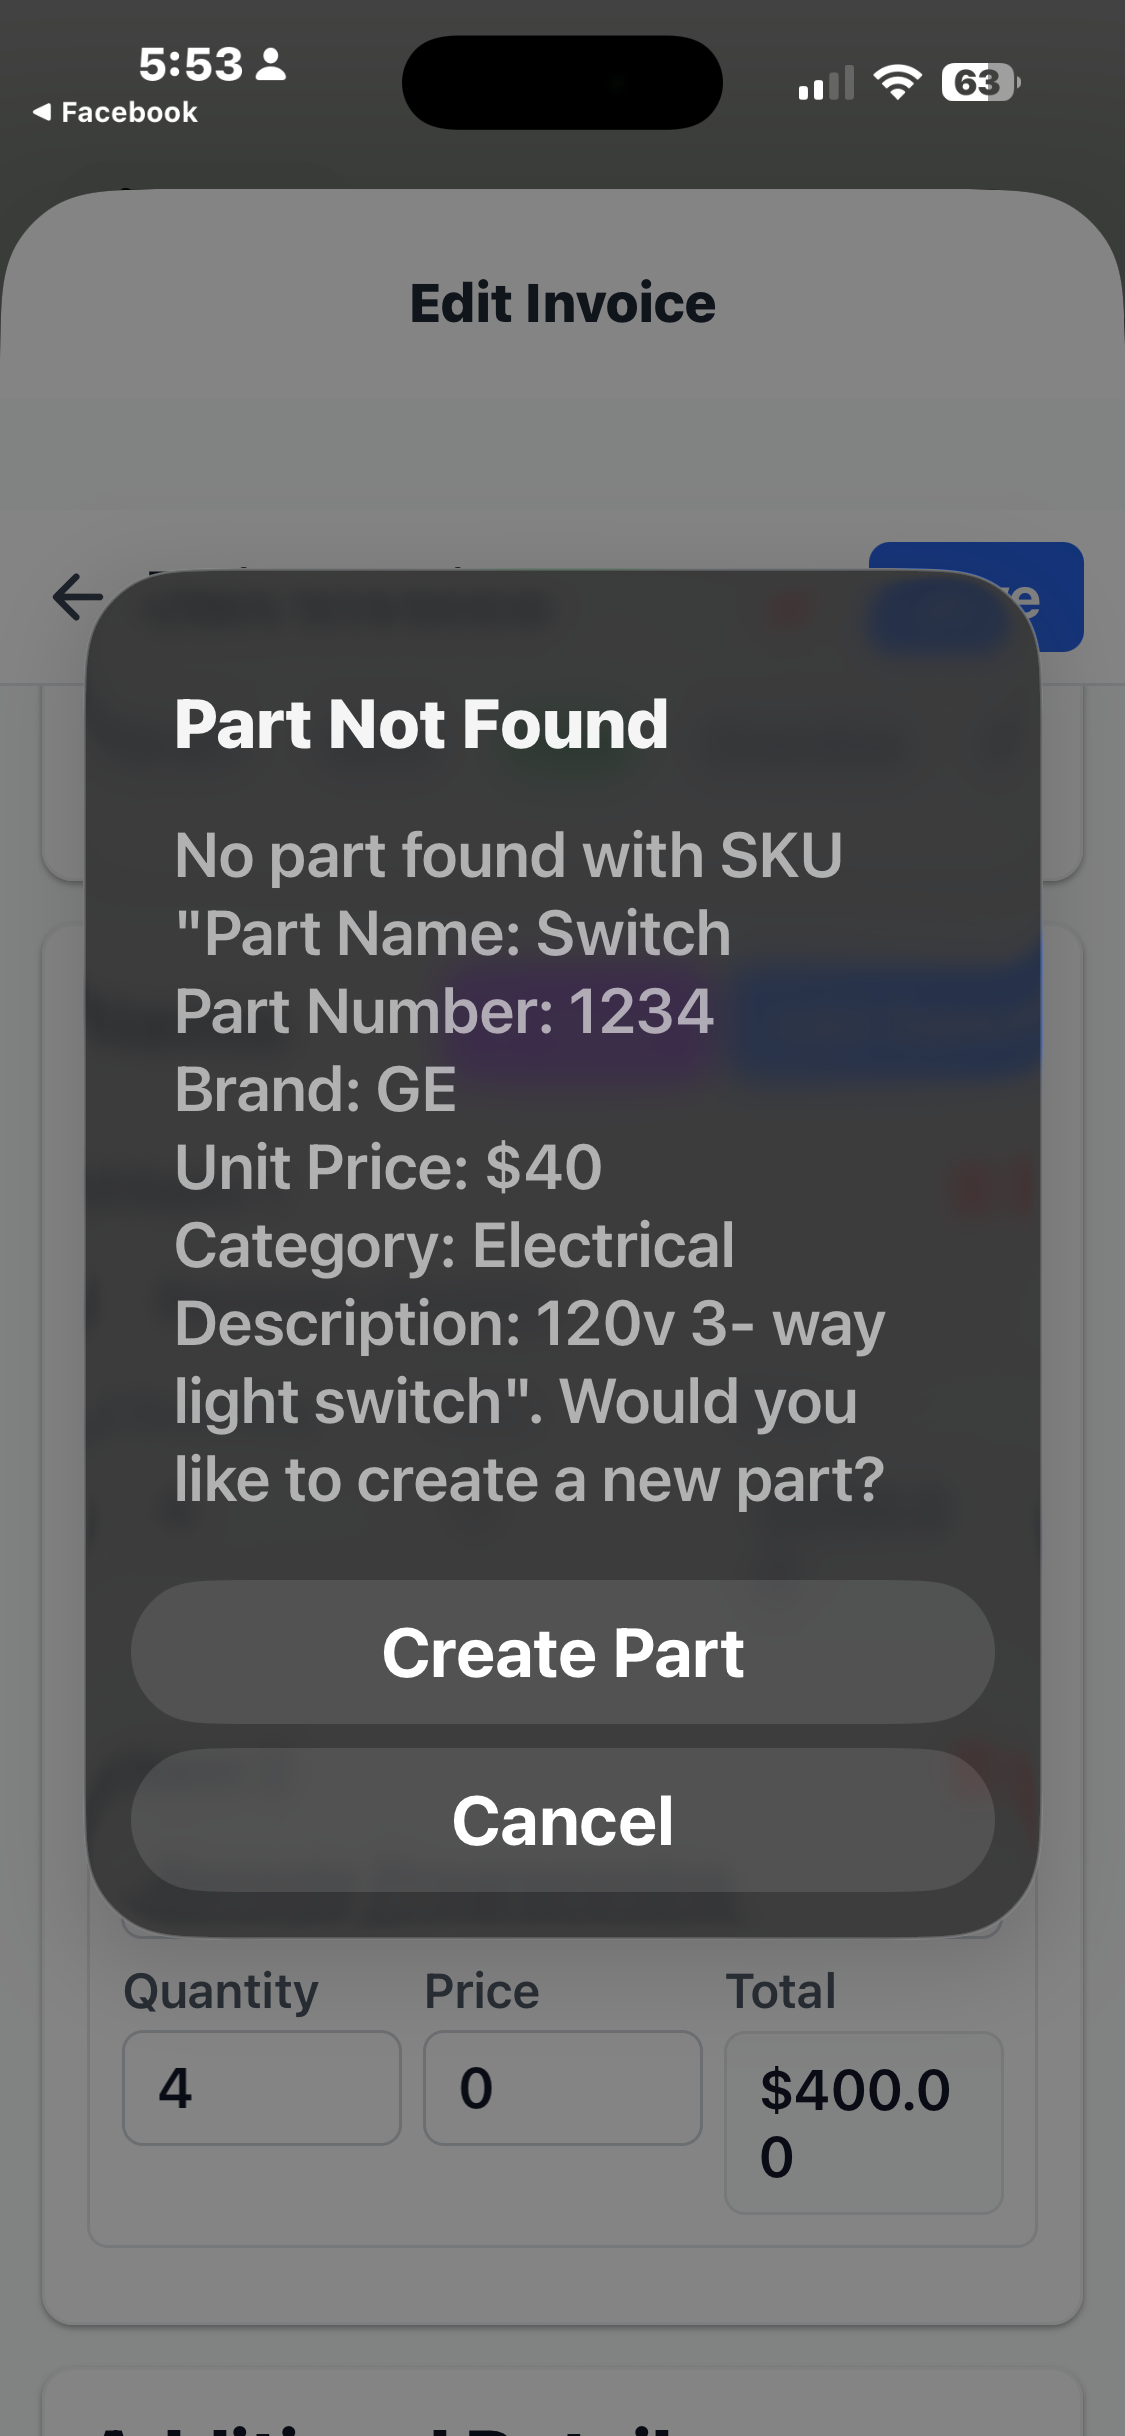 5:53
63
Facebook
Edit Invoice
Part Not Found
No part found with SKU
"Part Name: Switch
Part Number: 1234
Brand: GE
Unit Price: $40
Category: Electrical
Description: 120v 3- way
light switch". Would you
like to create a new part?
Create Part
Cancel
Quantity
Price
Total
4
0
$400.0
0